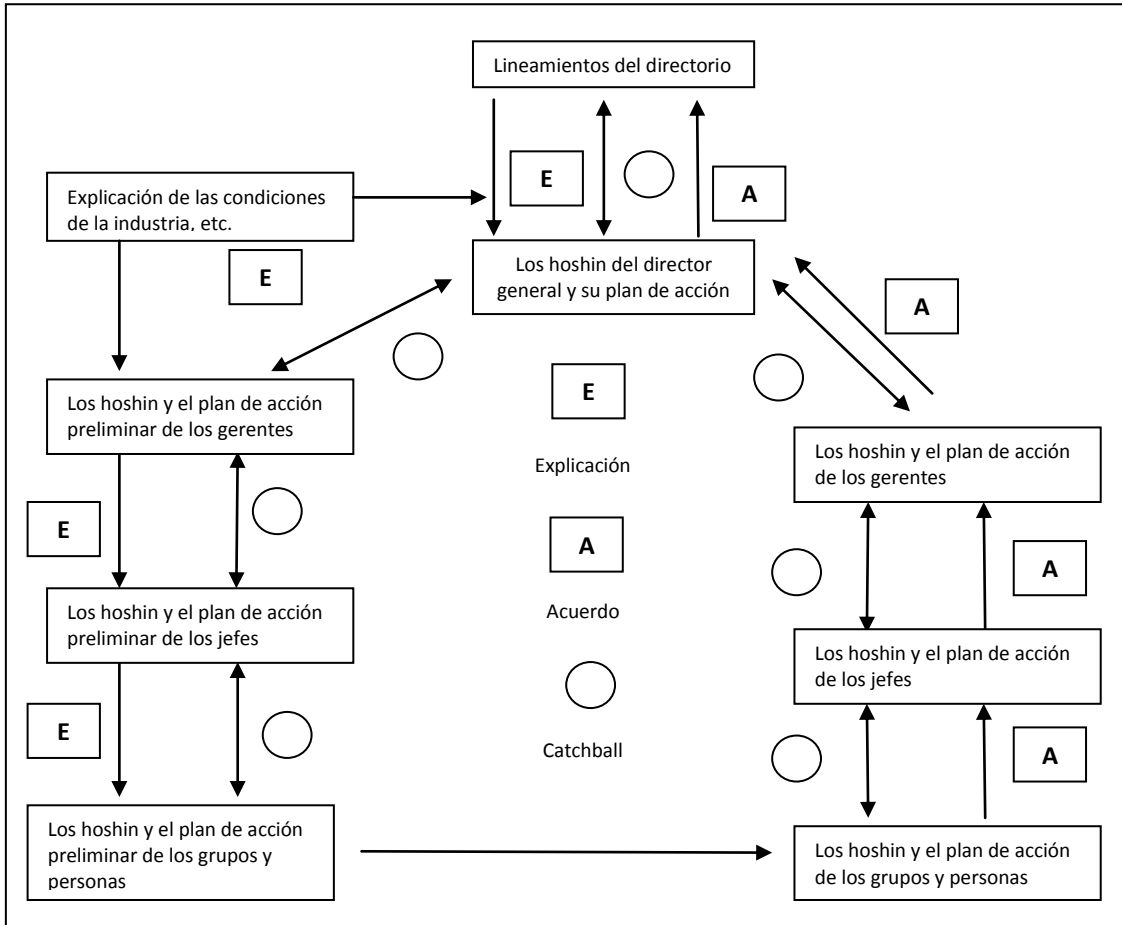 Lineamientos del directorio
E
A
Explicación de las condiciones
de la industria, etc.
E
Los hoshin del director
general y su plan de acción
A
E
Explicación
Los hoshin y el plan de acción
preliminar de los gerentes
Los hoshin y el plan de acción
de los gerentes
E
A
Acuerdo
A
Los hoshin y el plan de acción
preliminar de los jefes
Los hoshin y el plan de acción
de los jefes
E
Catchball
A
Los hoshin y el plan de acción
preliminar de los grupos y
personas
Los hoshin y el plan de acción
de los grupos y personas